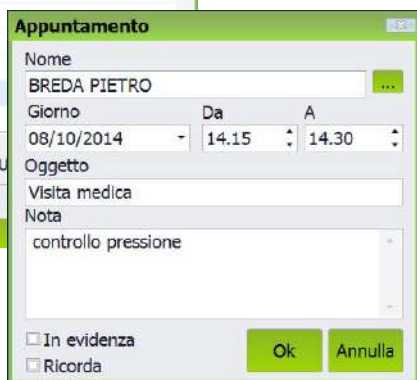 Appuntamento
Nome
BREDA PIETRO
...
Giorno Da A
08/10/2014 14.15 14.30
Oggetto
Visita medica
Nota
controllo pressione
In evidenza
Ricorda
Ok Annulla